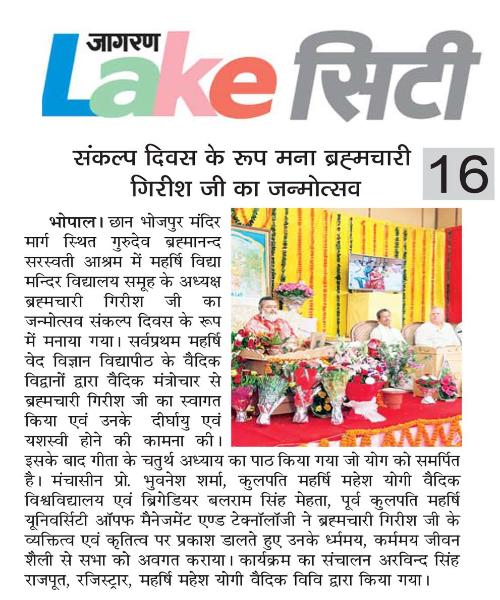 जागरण
Lake सिटी
संकल्प दिवस के रूप मना ब्रह्मचारी
गिरीश जी का जन्मोत्सव
16
भोपाल। छान भोजपुर मंदिर
मार्ग स्थित गुरुदेव ब्रह्मानन्द
सरस्वती आश्रम में महर्षि विद्या
मन्दिर विद्यालय समूह के अध्यक्ष
ब्रह्मचारी गिरीश जी का
जन्मोत्सव संकल्प दिवस के रूप
में मनाया गया। सर्वप्रथम महर्षि
वेद विज्ञान विद्यापीठ के वैदिक
विद्वानों द्वारा वैदिक मंत्रोचार से
ब्रह्मचारी गिरीश जी का स्वागत
किया एवं उनके दीर्घायु एवं
यशस्वी होने की कामना की।
इसके बाद गीता के चतुर्थ अध्याय का पाठ किया गया जो योग को समर्पित
है। मंचासीन प्रो. भुवनेश शर्मा, कुलपति महर्षि महेश योगी वैदिक
विश्वविद्यालय एवं ब्रिगेडियर बलराम सिंह मेहता, पूर्व कुलपति महर्षि
यूनिवर्सिटी ऑपफ मैनेजमेंट एण्ड टेक्नॉलॉजी ने ब्रह्मचारी गिरीश जी के
व्यक्तित्व एवं कृतित्व पर प्रकाश डालते हुए उनके र्धममय, कर्ममय जीवन
शैली से सभा को अवगत कराया। कार्यक्रम का संचालन अरविन्द सिंह
राजपूत, रजिस्ट्रार, महर्षि महेश योगी वैदिक विवि द्वारा किया गया।